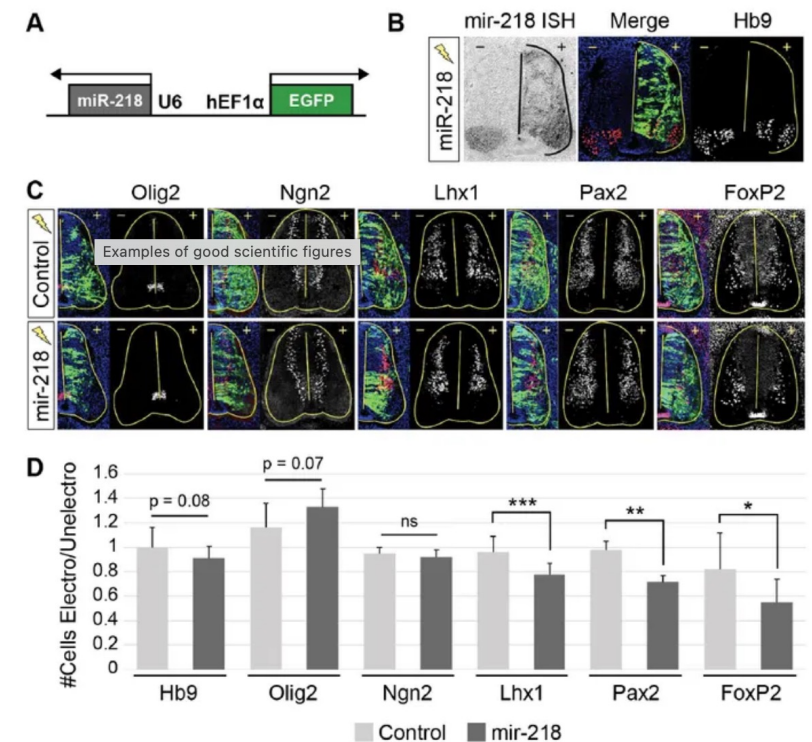 A
miR-218 U6 hEF1α EGFP
B
mir-218 ISH Merge Hb9
miR-218
- + - + - +
C
Olig2 Ngn2 Lhx1 Pax2 FoxP2
Control
+ - + + - + + - + + - + + - +
Examples of good scientific figures
mir-218
+ - + + - + + - + + - + + - +
D
#Cells Electro/Unelectro
1.6
1.4
1.2
1
0.8
0.6
0.4
0.2
0
p = 0.08
p = 0.07
ns
***
**
*
Hb9 Olig2 Ngn2 Lhx1 Pax2 FoxP2
Control mir-218